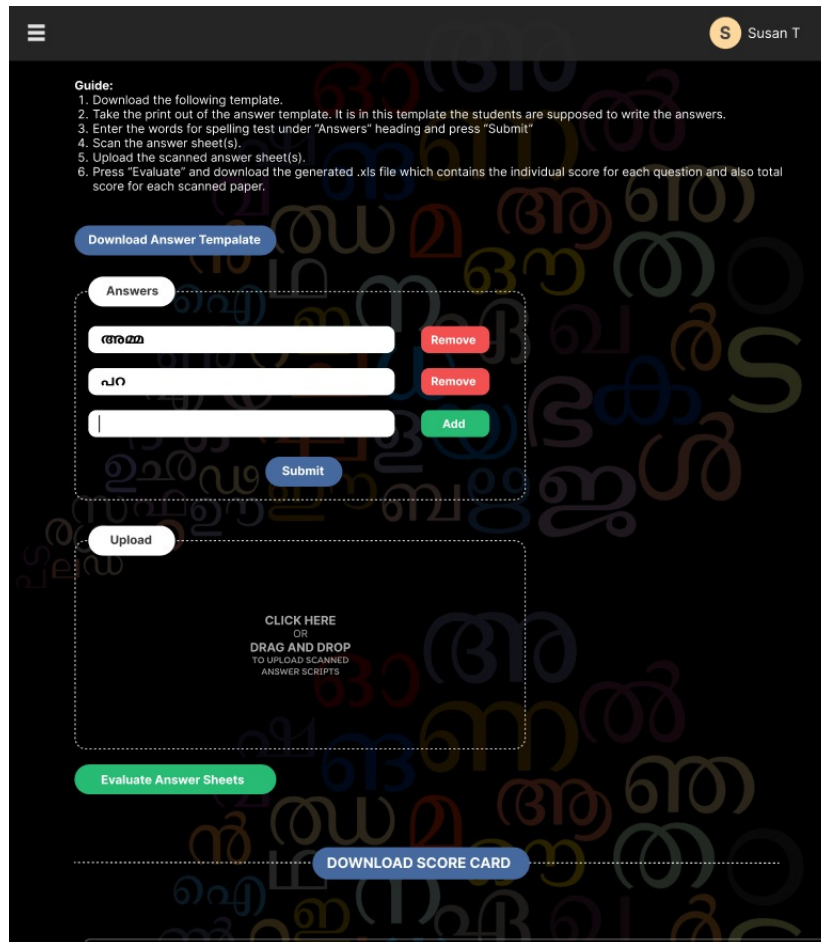 S Susan T
Guide:
1. Download the following template.
2. Take the print out of the answer template. It is in this template the students are supposed to write the answers.
3. Enter the words for spelling test under “Answers” heading and press “Submit”
4. Scan the answer sheet(s).
5. Upload the scanned answer sheet(s).
6. Press “Evaluate” and download the generated .xls file which contains the individual score for each question and also total
score for each scanned paper.
Download Answer Tempalate
Answers
അമ്മ Remove
പറ Remove
Add
Submit
Upload
CLICK HERE
OR
DRAG AND DROP
TO UPLOAD SCANNED
ANSWER SCRIPTS
Evaluate Answer Sheets
DOWNLOAD SCORE CARD